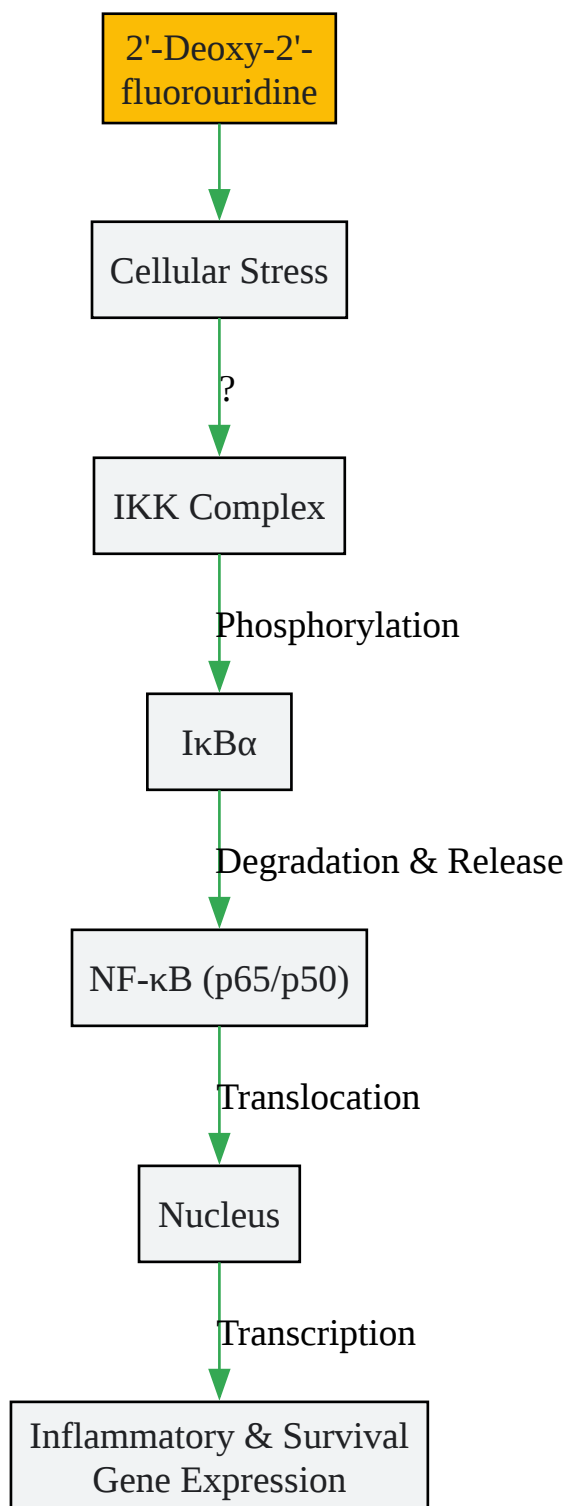 2'-Deoxy-2'-
fluorouridine
Cellular Stress
?
IKK Complex
Phosphorylation
IκBα
Degradation & Release
NF-κB (p65/p50)
Translocation
Nucleus
Transcription
Inflammatory & Survival
Gene Expression